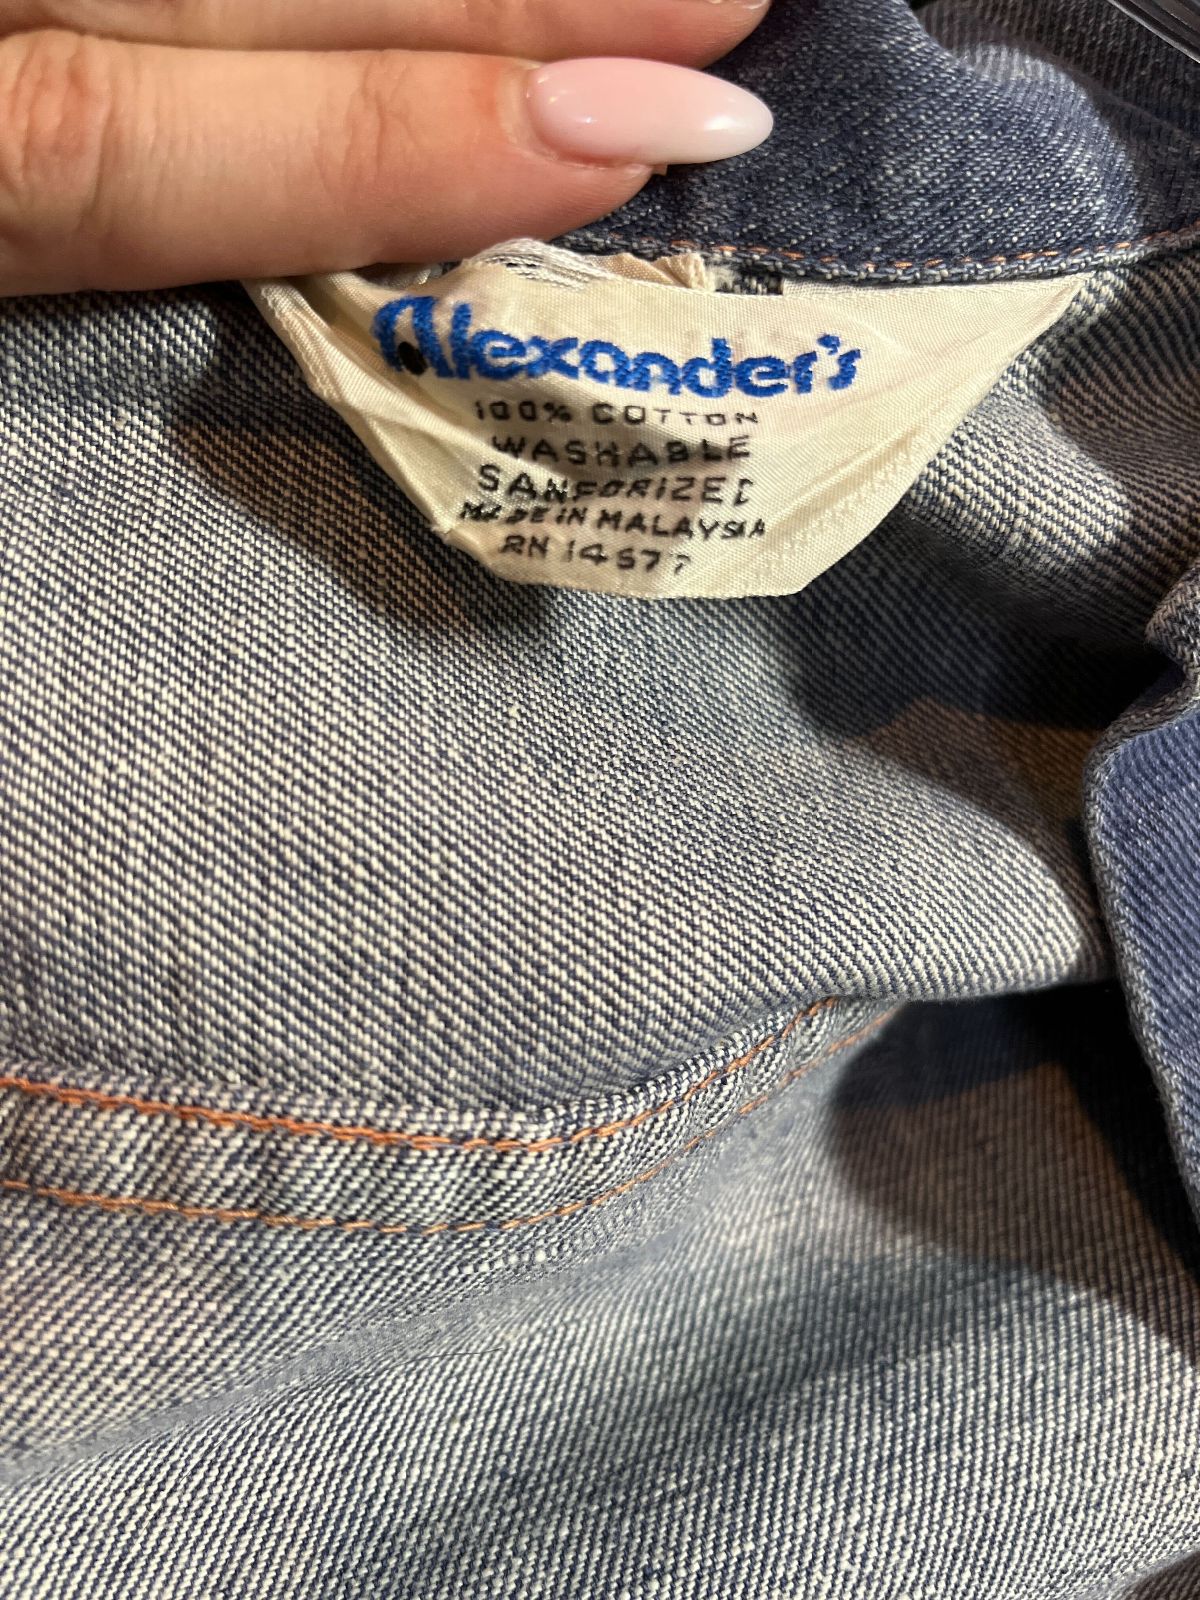 Alexander's
100% COTTON
WASHABLE
SANFORIZED
MADE IN MALAYSIA
RN 14577